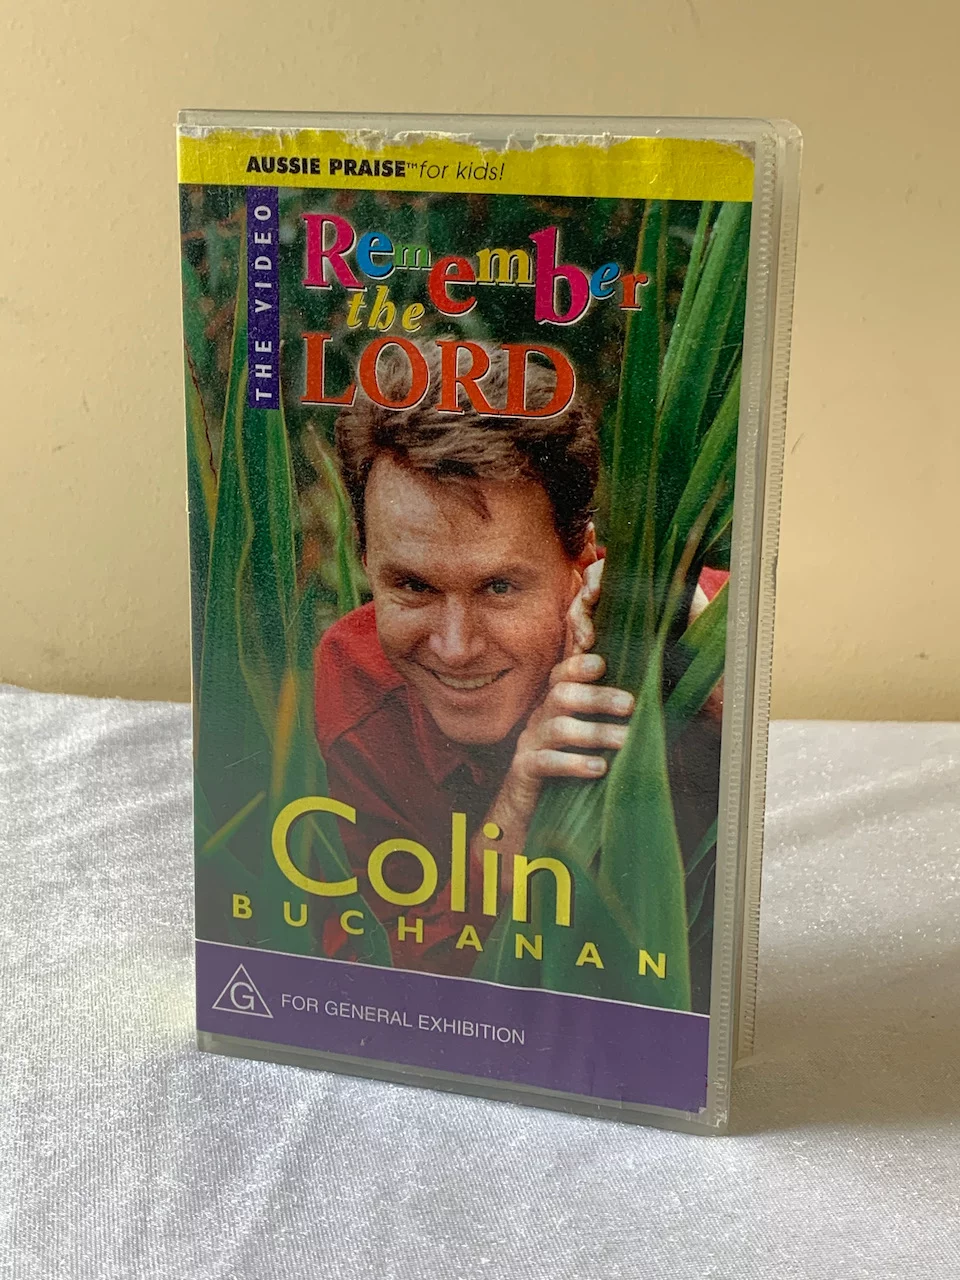 AUSSIE PRAISE™ for kids!
THE VIDEO
Remember
the
LORD
Colin
BUCHANAN
G FOR GENERAL EXHIBITION